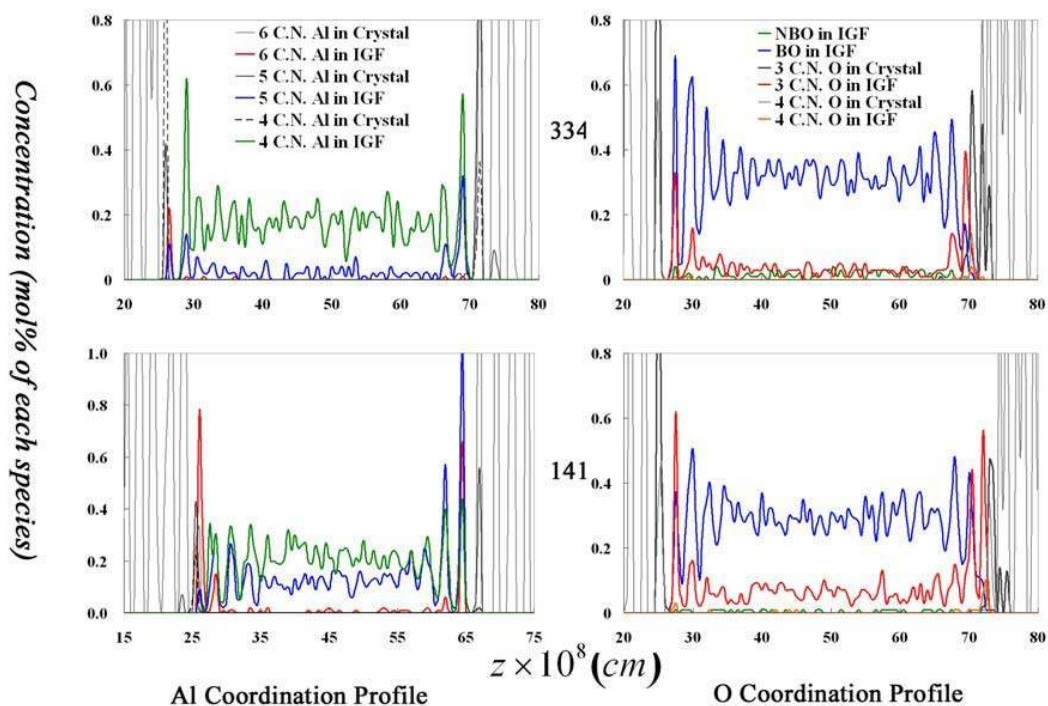 Concentration (mol% of each species)
0.8
0.6
0.4
0.2
0
20 30 40 50 60 70 80
6 C.N. Al in Crystal
6 C.N. Al in IGF
5 C.N. Al in Crystal
5 C.N. Al in IGF
4 C.N. Al in Crystal
4 C.N. Al in IGF
334
0.8
0.6
0.4
0.2
0
20 30 40 50 60 70 80
NBO in IGF
BO in IGF
3 C.N. O in Crystal
3 C.N. O in IGF
4 C.N. O in Crystal
4 C.N. O in IGF
1.0
0.8
0.6
0.4
0.2
0.0
15 25 35 45 55 65 75
141
0.8
0.6
0.4
0.2
0
20 30 40 50 60 70 80
z × 10⁸ (cm)
Al Coordination Profile
O Coordination Profile